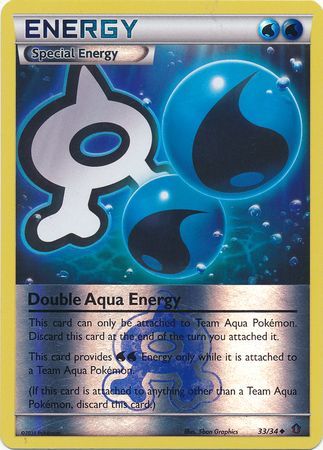 ENERGY
Special Energy
Double Aqua Energy
This card can only be attached to Team Aqua Pokémon.
Discard this card at the end of the turn you attached it.
This card provides Energy only while it is attached to
a Team Aqua Pokémon.
(If this card is attached to anything other than a Team Aqua
Pokémon, discard this card.)
©2014 Pokémon
Illus. 5ban Graphics
33/34